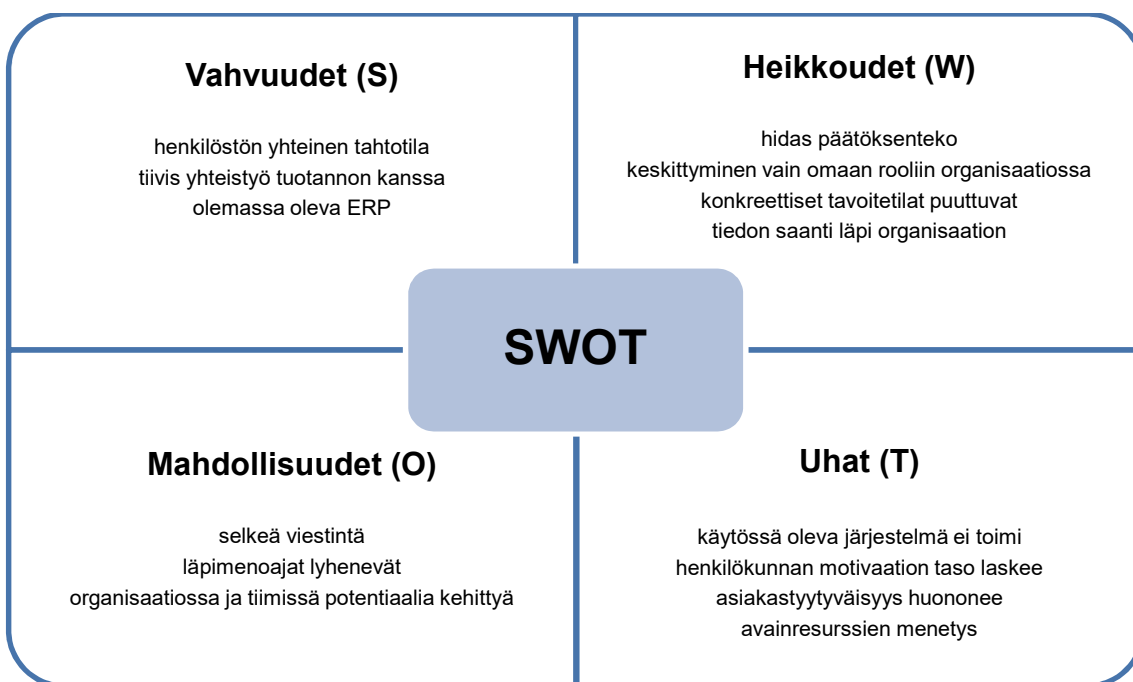 Vahvuudet (S)
henkilöstön yhteinen tahtotila
tiivis yhteistyö tuotannon kanssa
olemassa oleva ERP
Heikkoudet (W)
hidas päätöksenteko
keskittyminen vain omaan rooliin organisaatiossa
konkreettiset tavoitetilat puuttuvat
tiedon saanti läpi organisaation
SWOT
Mahdollisuudet (O)
selkeä viestintä
läpimenoajat lyhenevät
organisaatiossa ja tiimissä potentiaalia kehittyä
Uhat (T)
käytössä oleva järjestelmä ei toimi
henkilökunnan motivaation taso laskee
asiakastyytyväisyys huononee
avainresurssien menetys